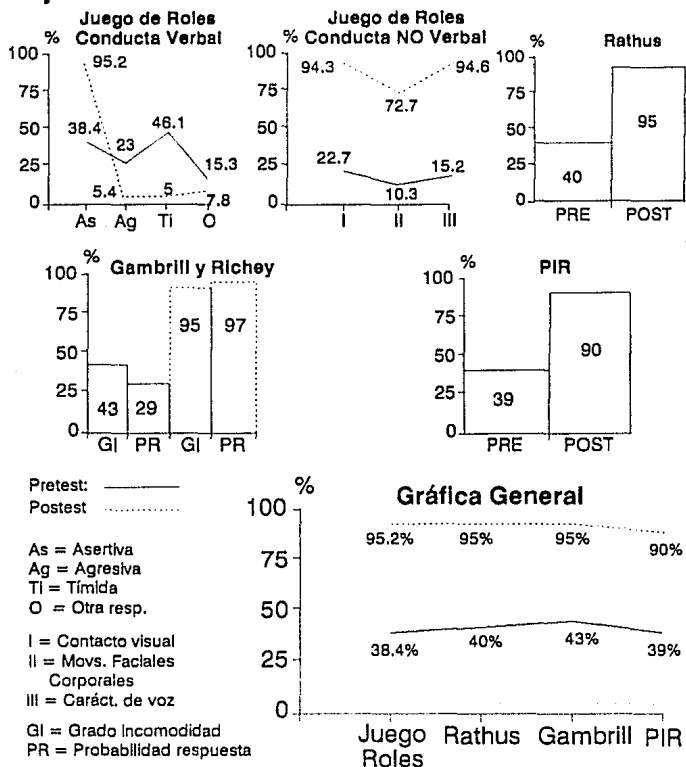 Juego de Roles
Conducta Verbal
%
100
75
50
25
0
95.2
38.4
23
46.1
15.3
5.4
5
7.8
As Ag Ti O
Juego de Roles
% Conducta NO Verbal
100
75
50
25
0
94.3
72.7
94.6
22.7
10.3
15.2
I II III
% Rathus
100
75
50
25
0
40
95
PRE POST
% Gambrill y Richey
100
75
50
25
0
43 29 95 97
GI PR GI PR
% PIR
100
75
50
25
0
39
90
PRE POST
Pretest:
Postest
As = Asertiva
Ag = Agresiva
Ti = Tímida
O = Otra resp.
I = Contacto visual
II = Movs. Faciales
Corporales
III = Caráct. de voz
GI = Grado Incomodidad
PR = Probabilidad respuesta
% Gráfica General
100
75
50
25
0
95.2% 95% 95% 90%
38.4% 40% 43% 39%
Juego Rathus Gambrill PIR
Roles